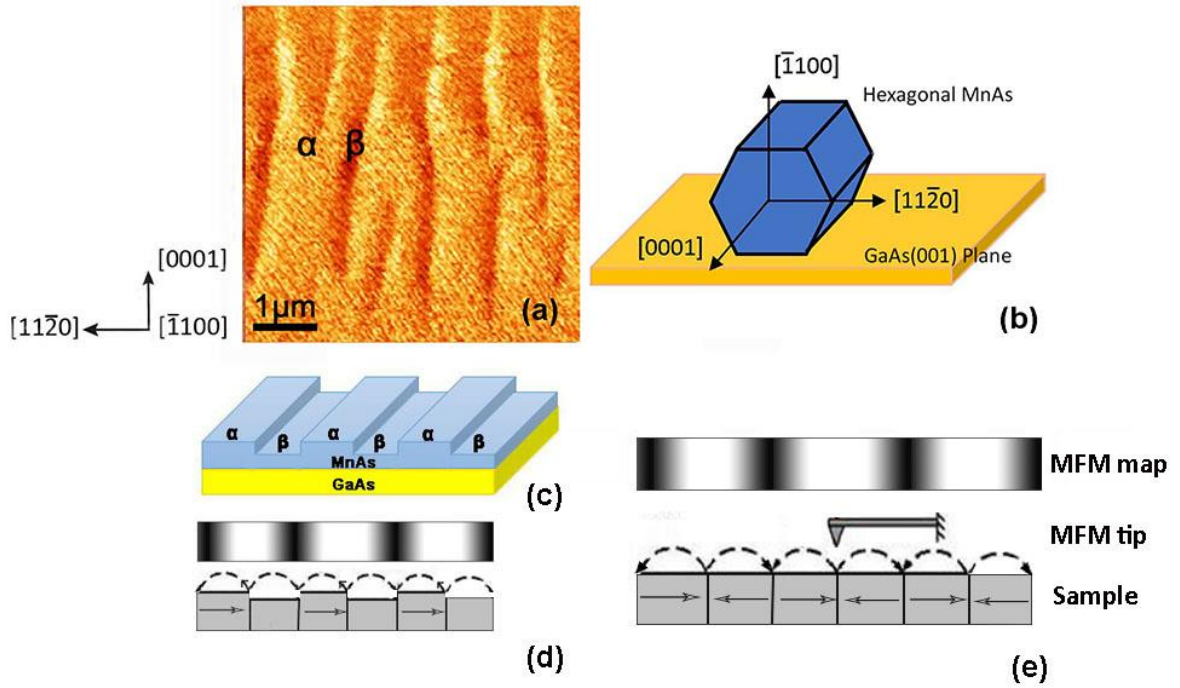 α β
1μm
(a)
[0001]
[112̄0]
[1̄100]
[1̄100]
Hexagonal MnAs
[112̄0]
[0001]
GaAs(001) Plane
(b)
α β α β α β
MnAs
GaAs
(c)
(d)
MFM map
MFM tip
Sample
(e)